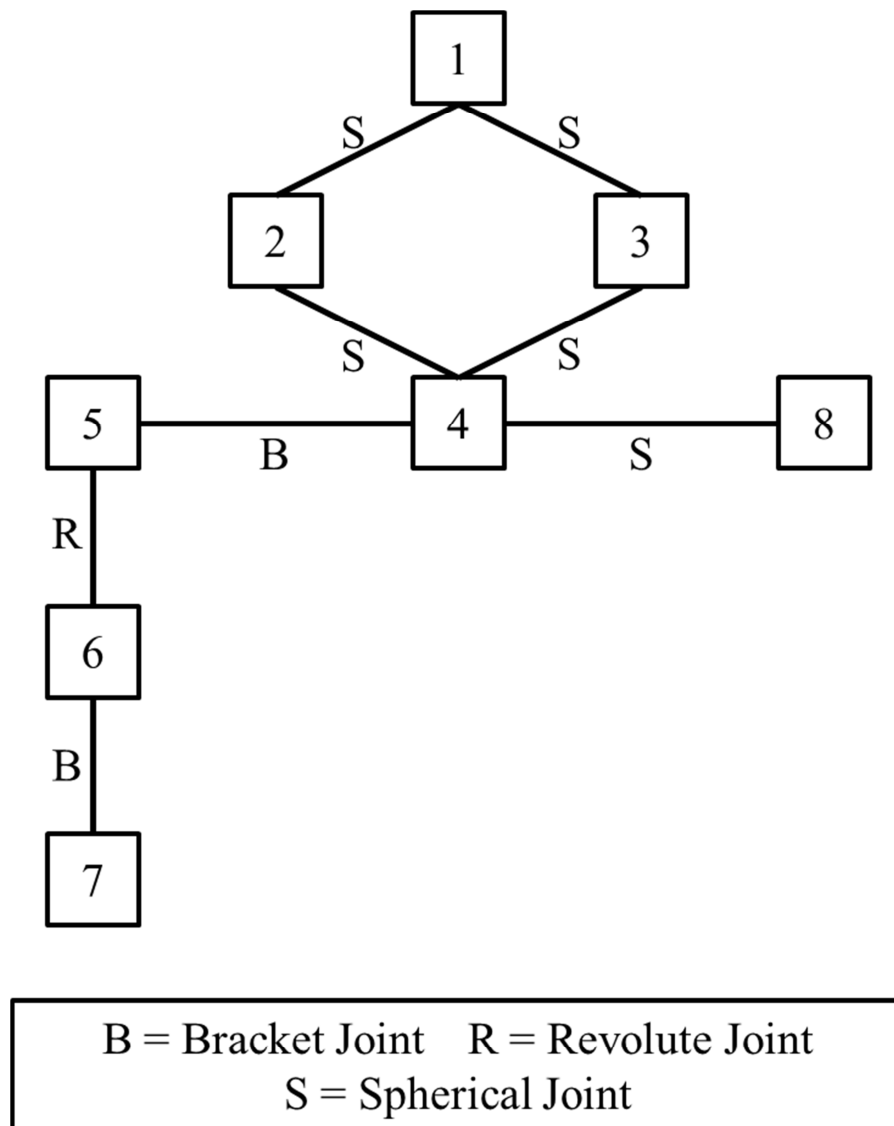 1
S S
2 3
S S
5 4 8
B S
R
6
B
7
B = Bracket Joint R = Revolute Joint
S = Spherical Joint